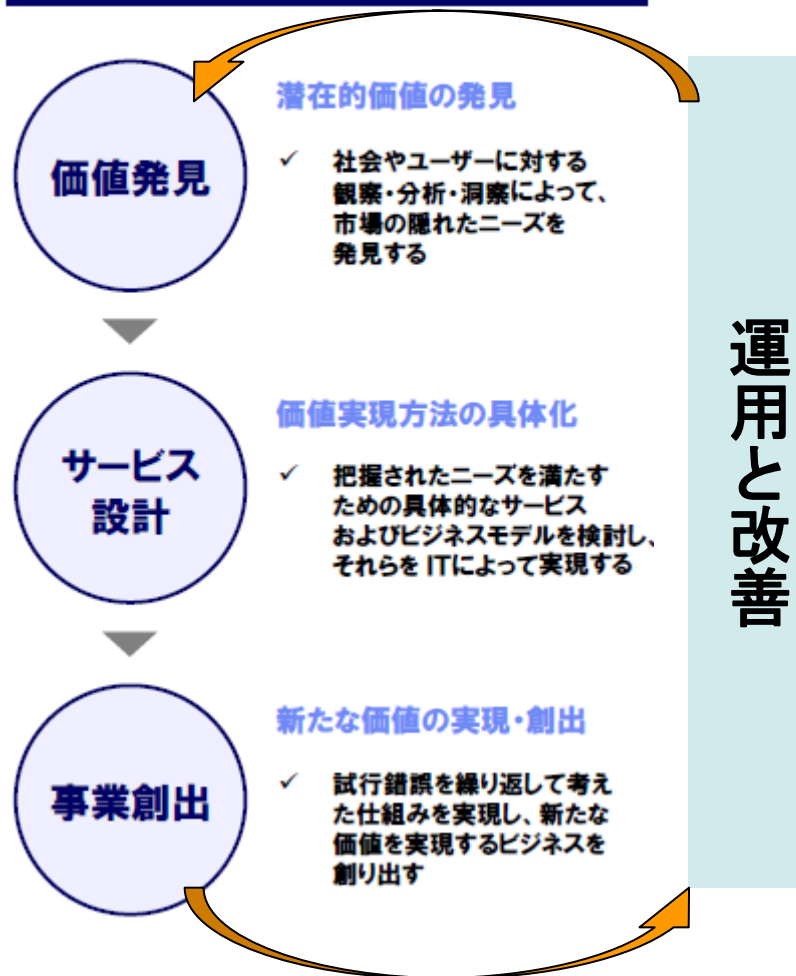 価値発見
潜在的価値の発見
✓ 社会やユーザーに対する
観察・分析・洞察によって、
市場の隠れたニーズを
発見する
サービス
設計
価値実現方法の具体化
✓ 把握されたニーズを満たす
ための具体的なサービス
およびビジネスモデルを検討し、
それらを ITによって実現する
事業創出
新たな価値の実現・創出
✓ 試行錯誤を繰り返して考え
た仕組みを実現し、新たな
価値を実現するビジネスを
創り出す
運用と改善